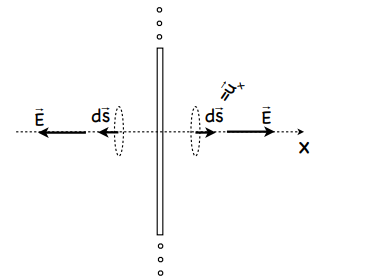 =u⃗x
E⃗ ds⃗ ds⃗ E⃗
x